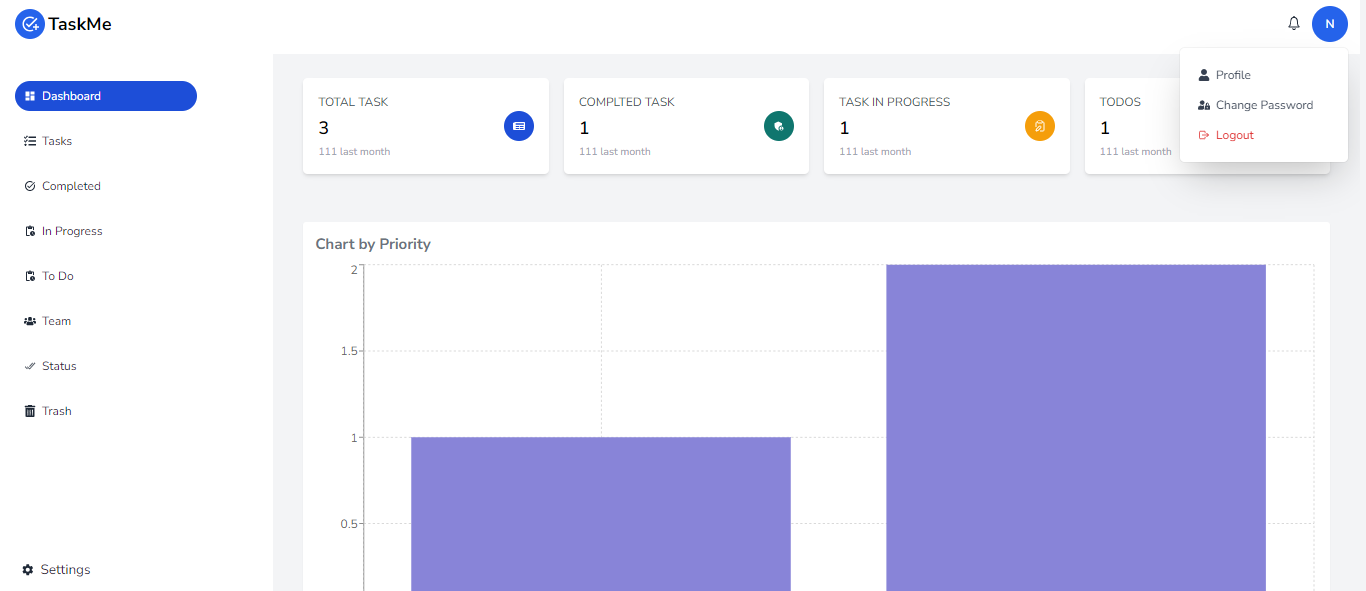 TaskMe
N
Profile
Change Password
Logout
Dashboard
Tasks
Completed
In Progress
To Do
Team
Status
Trash
Settings
TOTAL TASK
3
111 last month
COMPLTED TASK
1
111 last month
TASK IN PROGRESS
1
111 last month
TODOS
1
111 last month
Chart by Priority
2
1.5
1
0.5